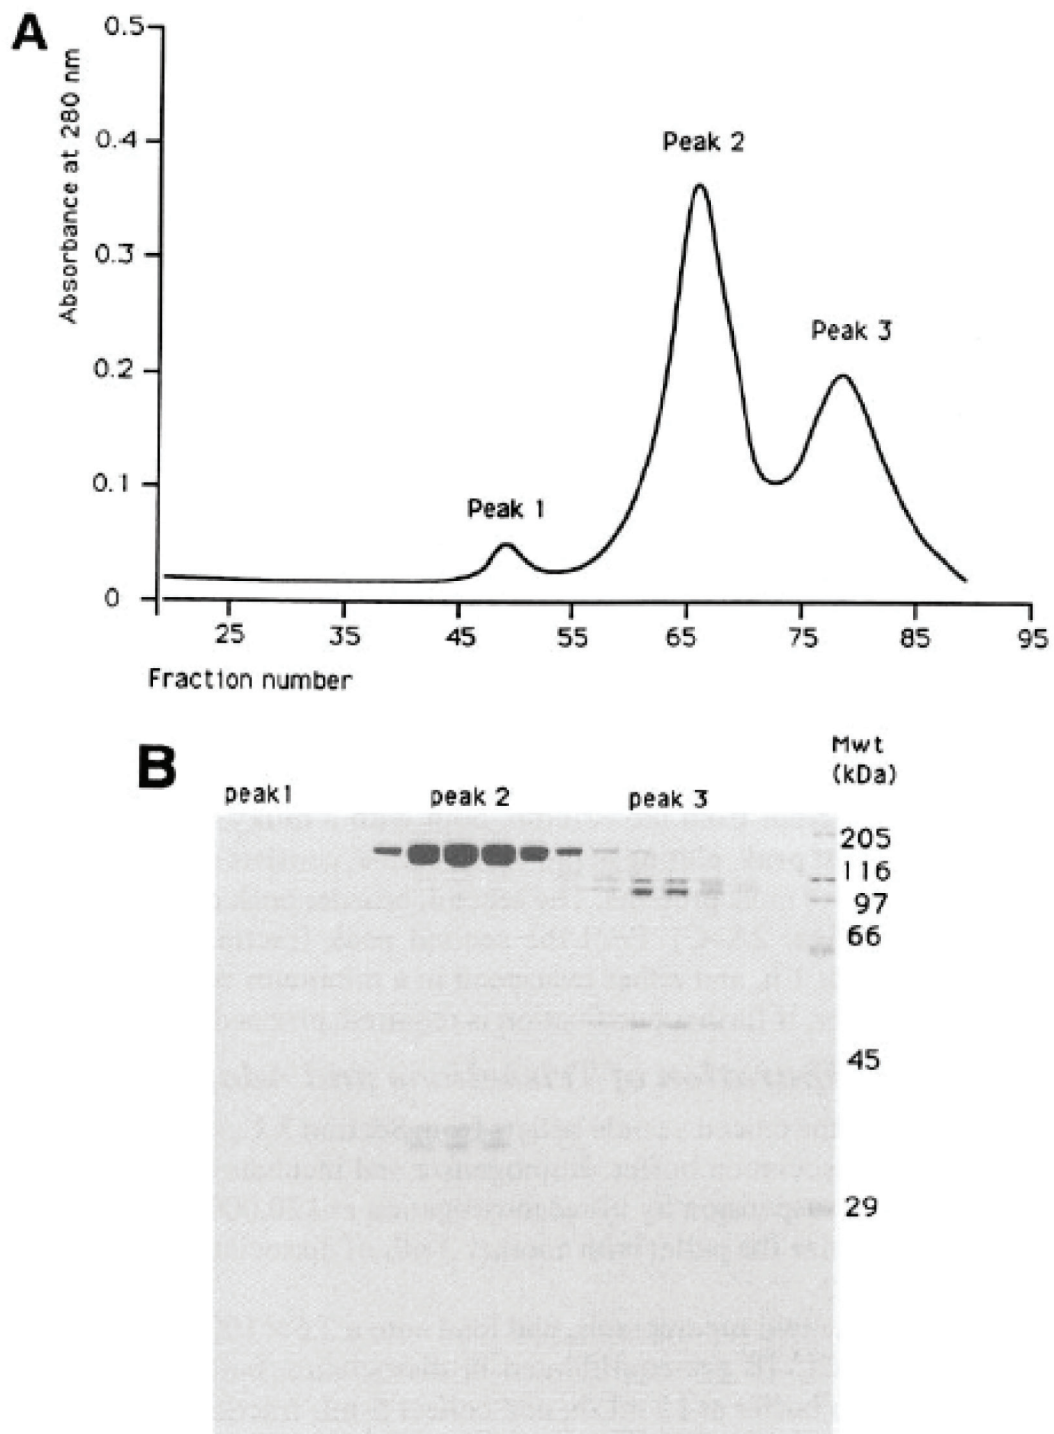 A
0.5
0.4
0.3
0.2
0.1
0
Absorbance at 280 nm
Peak 1
Peak 2
Peak 3
25 35 45 55 65 75 85 95
Fraction number
B
peak1 peak 2 peak 3
Mwt
(kDa)
205
116
97
66
45
29